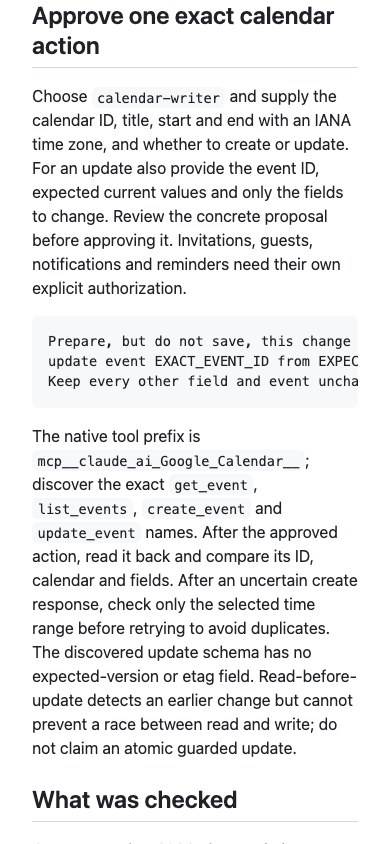 Approve one exact calendar
action
Choose calendar-writer and supply the
calendar ID, title, start and end with an IANA
time zone, and whether to create or update.
For an update also provide the event ID,
expected current values and only the fields
to change. Review the concrete proposal
before approving it. Invitations, guests,
notifications and reminders need their own
explicit authorization.
Prepare, but do not save, this change
update event EXACT_EVENT_ID from EXPEC
Keep every other field and event uncha
The native tool prefix is
mcp__claude_ai_Google_Calendar__ ;
discover the exact get_event ,
list_events , create_event and
update_event names. After the approved
action, read it back and compare its ID,
calendar and fields. After an uncertain create
response, check only the selected time
range before retrying to avoid duplicates.
The discovered update schema has no
expected-version or etag field. Read-before-
update detects an earlier change but cannot
prevent a race between read and write; do
not claim an atomic guarded update.
What was checked